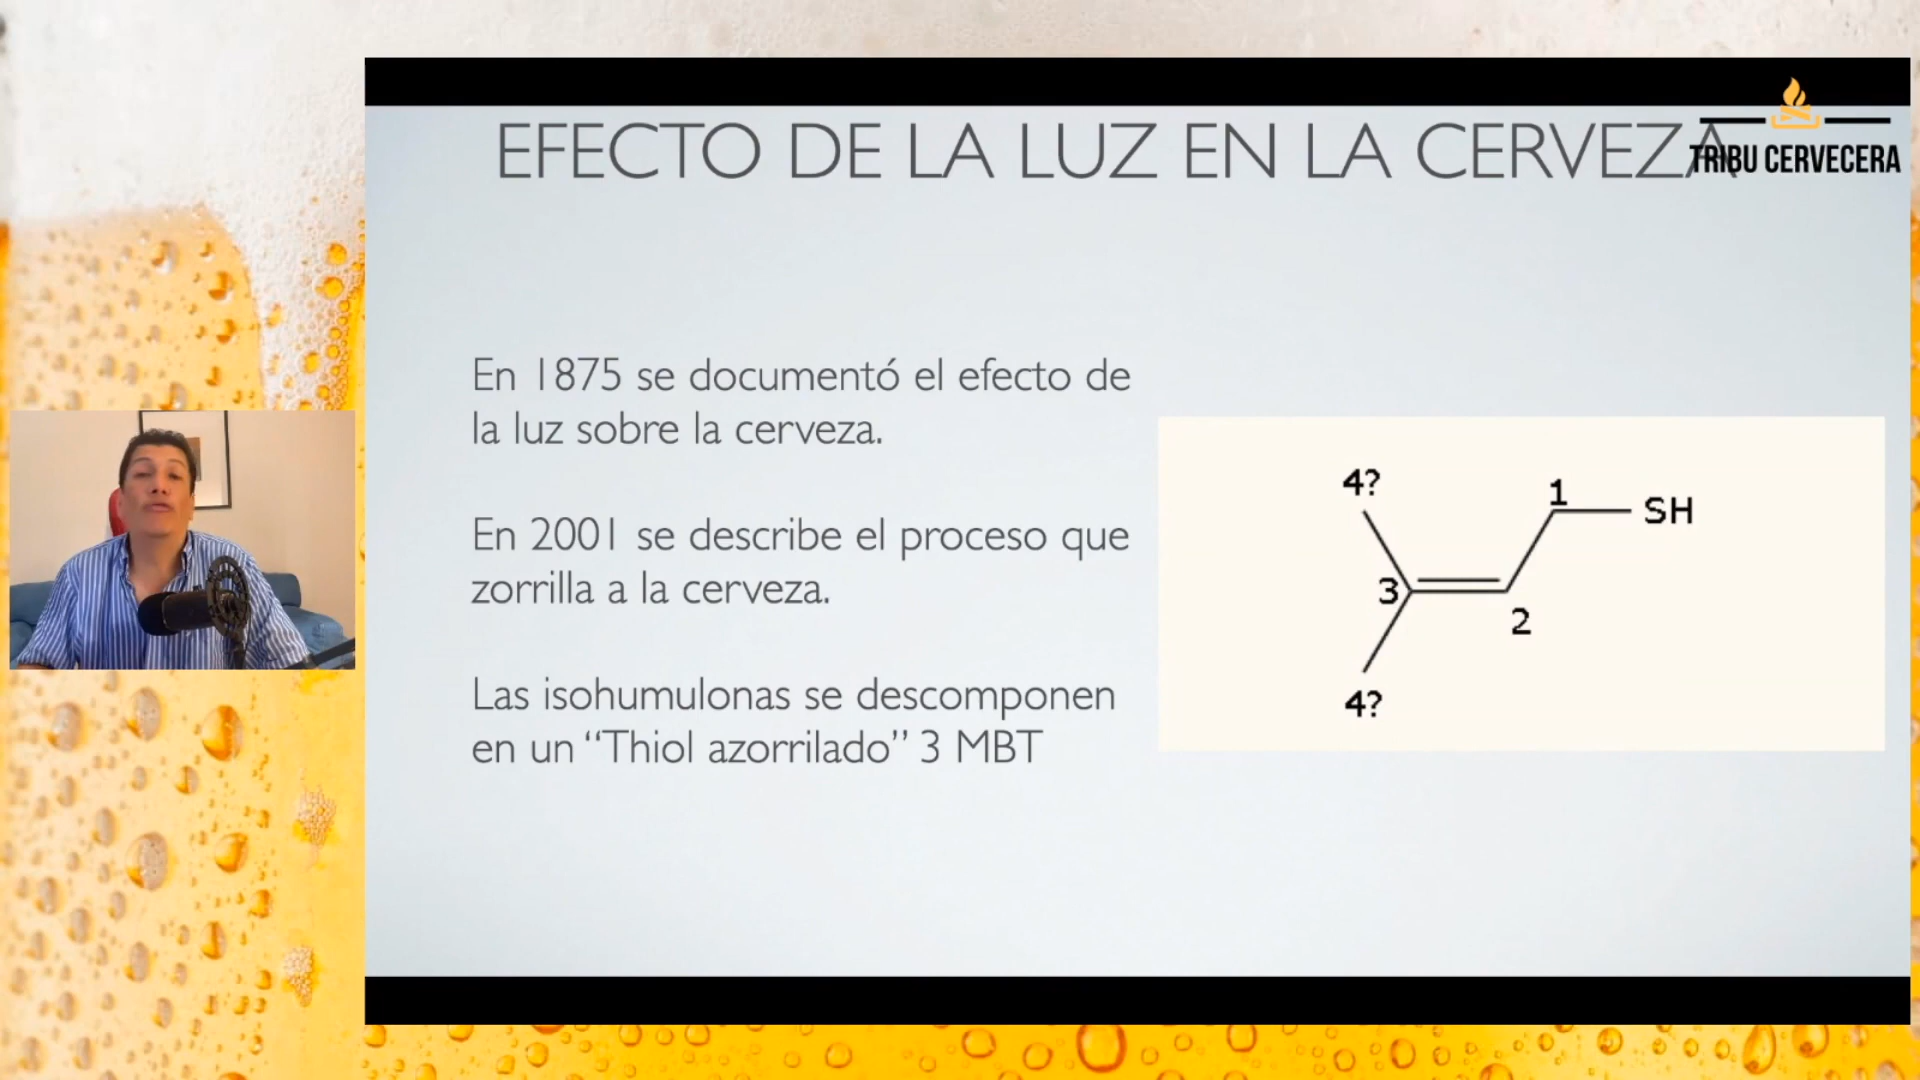 EFECTO DE LA LUZ EN LA CERVEZA
TRIBU CERVECERA
En 1875 se documentó el efecto de
la luz sobre la cerveza.
En 2001 se describe el proceso que
zorrilla a la cerveza.
Las isohumulonas se descomponen
en un “Thiol azorrilado” 3 MBT
4?
1
SH
3
2
4?